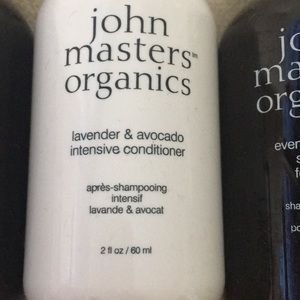 john
masters™
organics
lavender & avocado
intensive conditioner
après-shampooing
intensif
lavande & avocat
2 fl oz / 60 ml